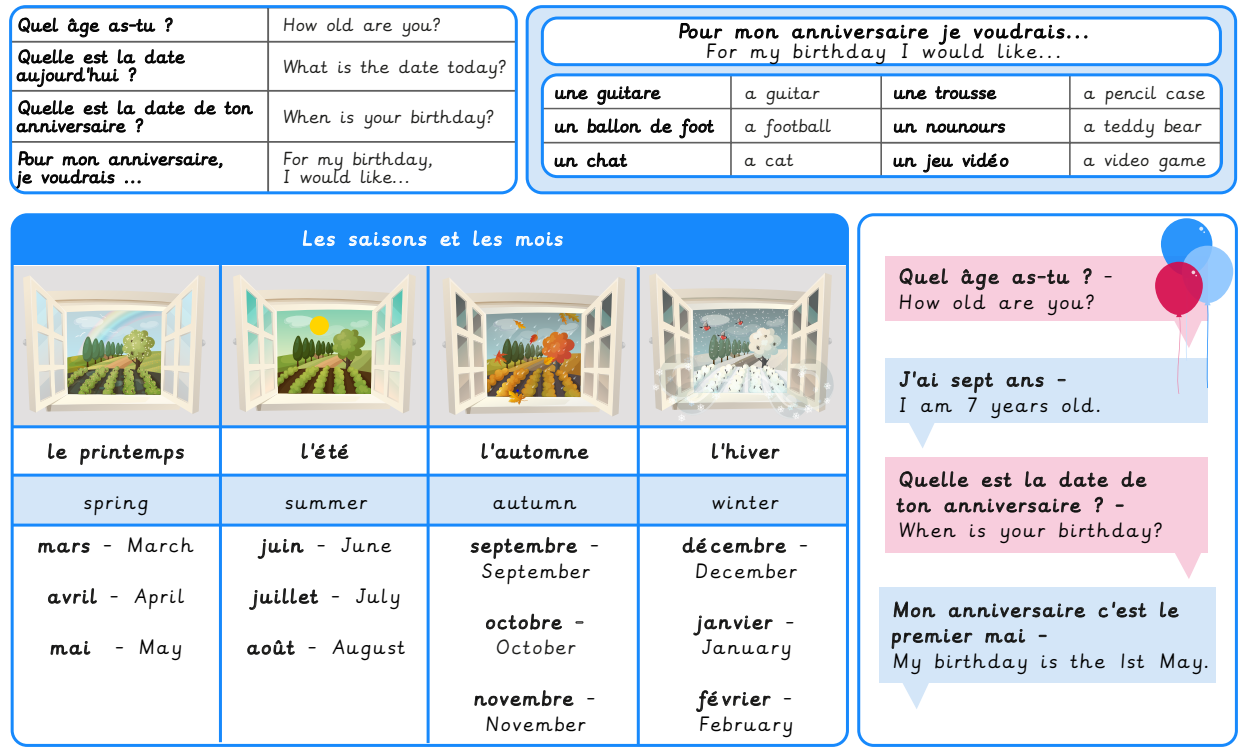 Quel âge as-tu ?
How old are you?
Quelle est la date
aujourd'hui ?
What is the date today?
Quelle est la date de ton
anniversaire ?
When is your birthday?
Pour mon anniversaire,
je voudrais ...
For my birthday,
I would like...
Pour mon anniversaire je voudrais...
For my birthday I would like...
une guitare
a guitar
une trousse
a pencil case
un ballon de foot
a football
un nounours
a teddy bear
un chat
a cat
un jeu vidéo
a video game
Les saisons et les mois
le printemps
l'été
l'automne
l'hiver
spring
summer
autumn
winter
mars - March
avril - April
mai - May
juin - June
juillet - July
août - August
septembre -
September
octobre -
October
novembre -
November
décembre -
December
janvier -
January
février -
February
Quel âge as-tu ? -
How old are you?
J'ai sept ans -
I am 7 years old.
Quelle est la date de
ton anniversaire ? -
When is your birthday?
Mon anniversaire c'est le
premier mai -
My birthday is the 1st May.